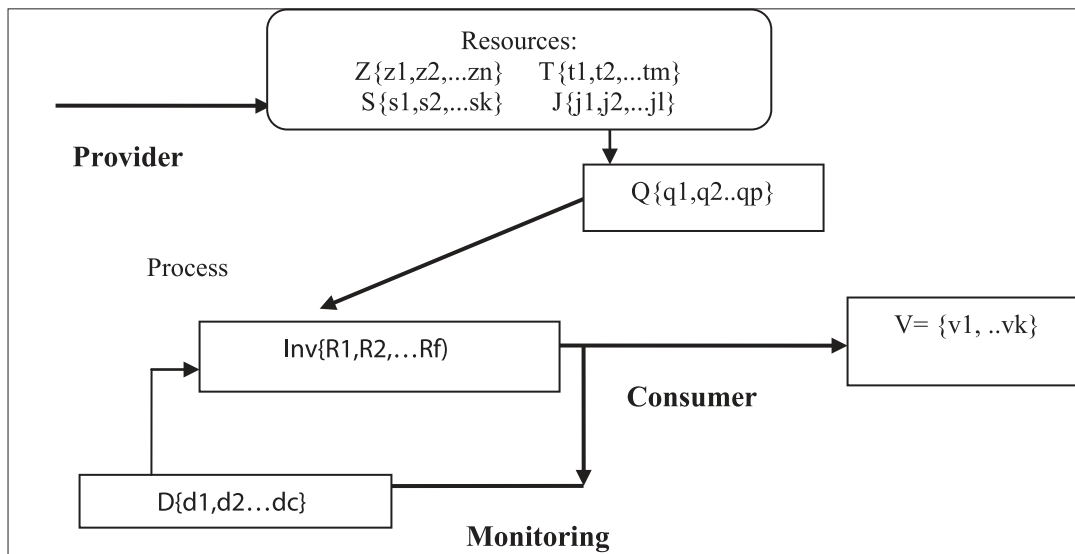 Resources:
Z{z1,z2,...zn} T{t1,t2,...tm}
S{s1,s2,...sk} J{j1,j2,...jl}
Provider
Q{q1,q2..qp}
Process
Inv{R1,R2,...Rf)
V= {v1, ..vk}
Consumer
D{d1,d2...dc}
Monitoring